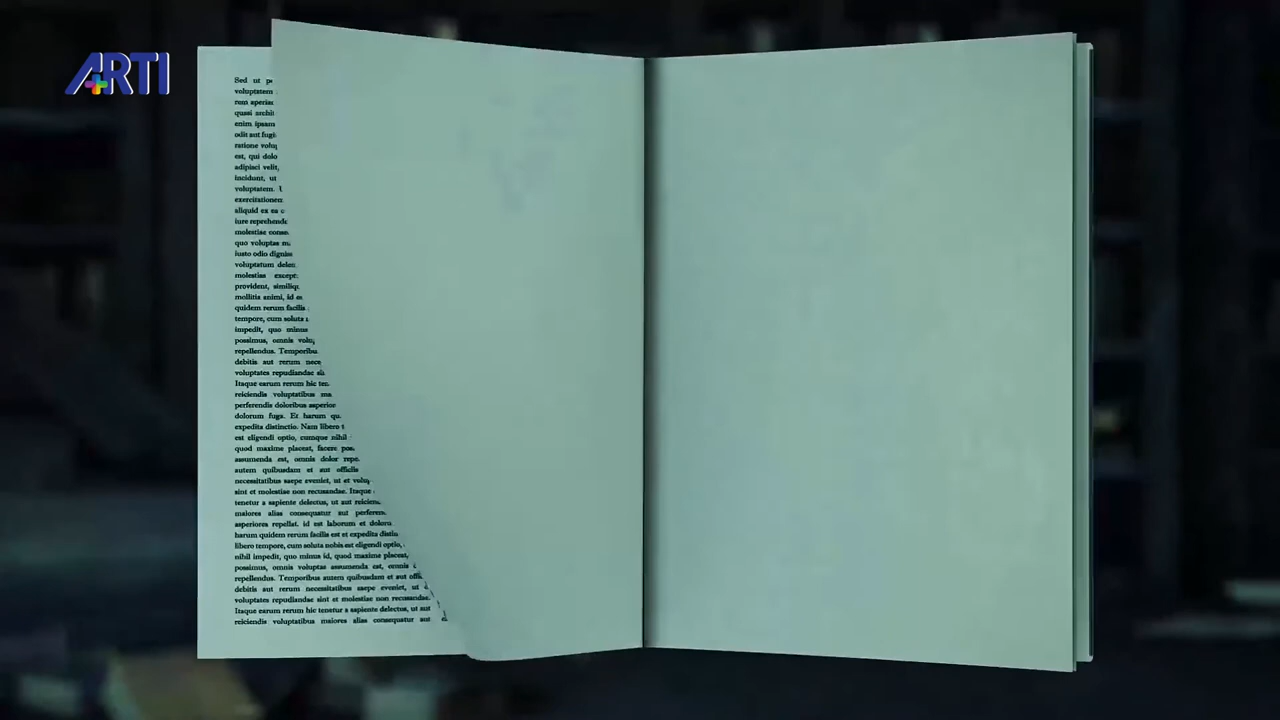 ARTI
Sed ut
voluptatem
rem aperiam
quasi archit
enim ipsam
odit aut fugi
ratione volup
est, qui dolo
adipisci velit,
incidunt, ut
voluptatem.
exercitationem
aliquid ex ea
iure reprehende
molestiae conse
quo voluptas
iusto odio digniss
voluptatum delen
molestias except
provident, similiq
mollitia animi, id
quidem rerum facilis
tempore, cum soluta
impedit, quo minus
possimus, omnis volup
repellendus. Temporibu
debitis aut rerum nece
voluptates repudiandae
Itaque earum rerum hic ten
reiciendis voluptatibus ma
perferendis doloribus asperior
dolorum fuga. Et harum qu
expedita distinctio. Nam libero t
est eligendi optio, cumque nihil
quod maxime placeat, facere pos
assumenda est, omnis dolor repe
autem quibusdam et aut officiis
necessitatibus saepe eveniet, ut et volup
sint et molestiae non recusandae. Itaque
tenetur a sapiente delectus, ut aut reiciend
maiores alias consequatur aut perferen
asperiores repellat. id est laborum et doloru
harum quidem rerum facilis est et expedita distin
libero tempore, cum soluta nobis est eligendi optio,
nihil impedit, quo minus id, quod maxime placeat,
possimus, omnis voluptas assumenda est, omnis
repellendus. Temporibus autem quibusdam et aut offic
debitis aut rerum necessitatibus saepe eveniet, ut
voluptates repudiandae sint et molestiae non recusandae.
Itaque earum rerum hic tenetur a sapiente delectus, ut aut
reiciendis voluptatibus maiores alias consequatur aut